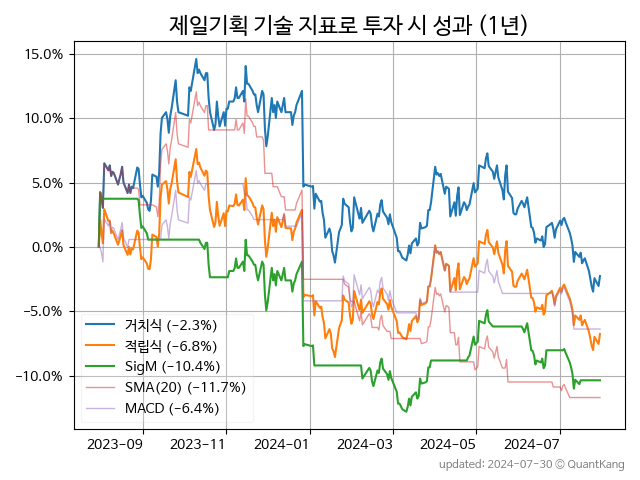 제일기획 기술 지표로 투자 시 성과 (1년)
15.0%
10.0%
5.0%
0.0%
−5.0%
−10.0%
거치식 (−2.3%)
적립식 (−6.8%)
SigM (−10.4%)
SMA(20) (−11.7%)
MACD (−6.4%)
2023-09 2023-11 2024-01 2024-03 2024-05 2024-07
updated: 2024-07-30 © QuantKang